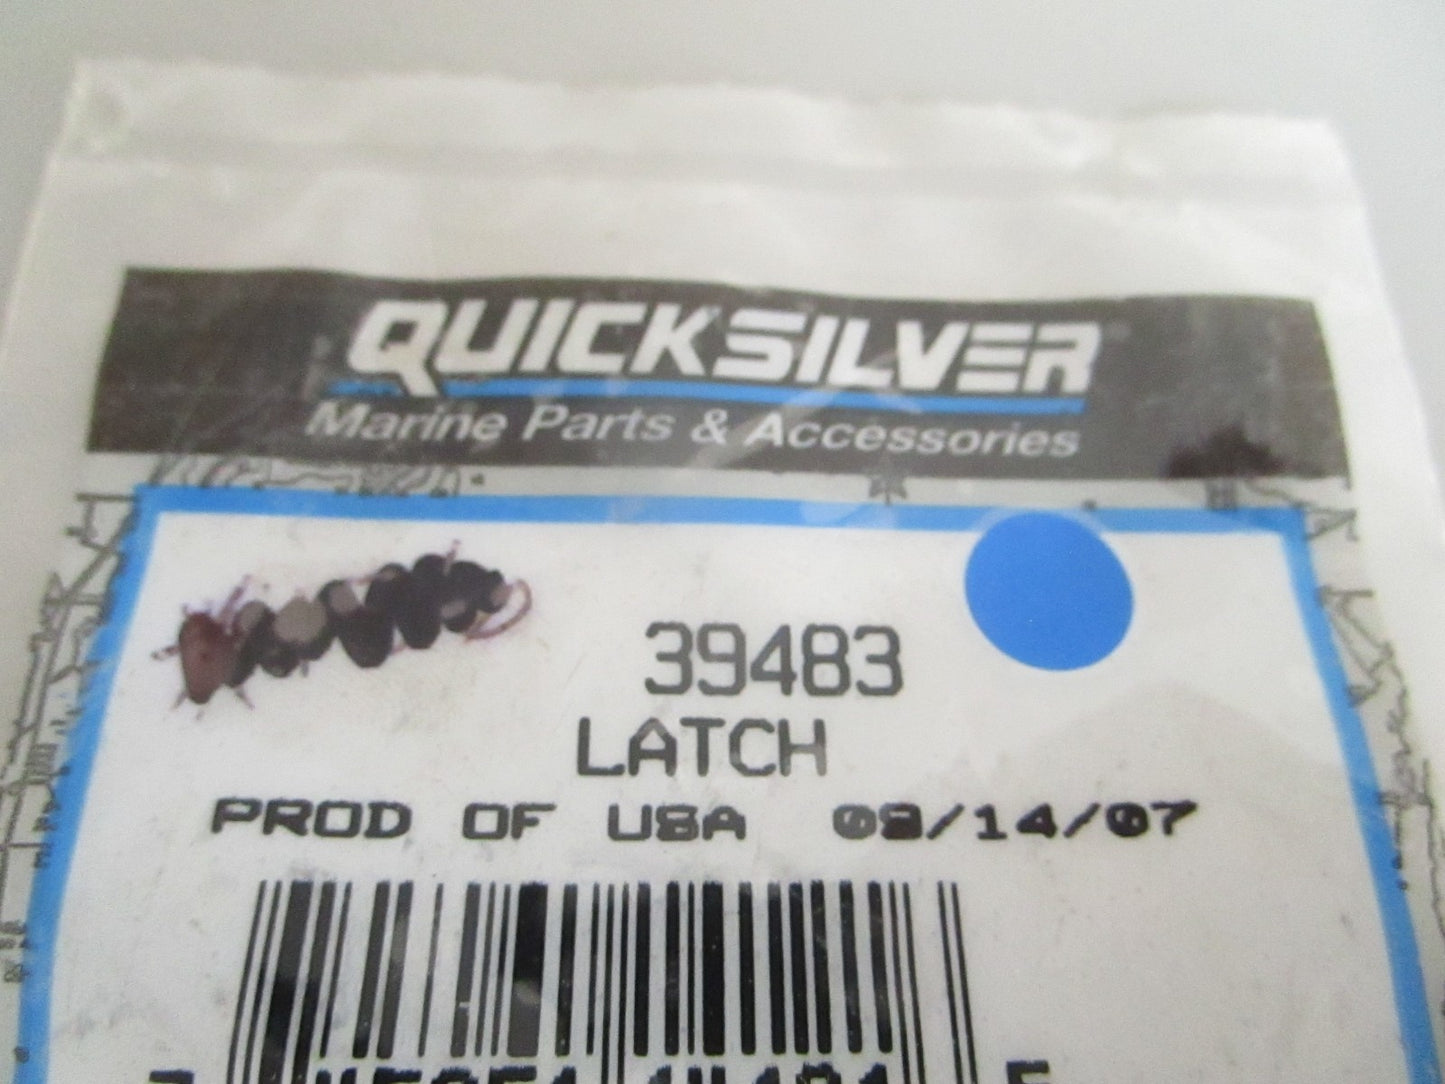 QUICKSILVER
Marine Parts & Accessories
39483
LATCH
PROD OF USA